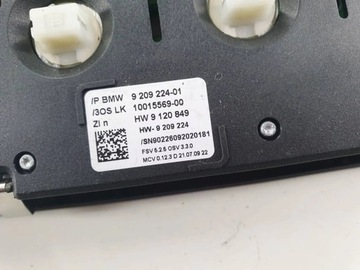 /P BMW 9 209 224-01
/3OS LK 10015569-00
ZI n HW 9 120 849
HW- 9 209 224
/SN90226092020181
FSV 5.2.5 OSV 3.3.0
MCV 0.12.3 D 21.07.09 22